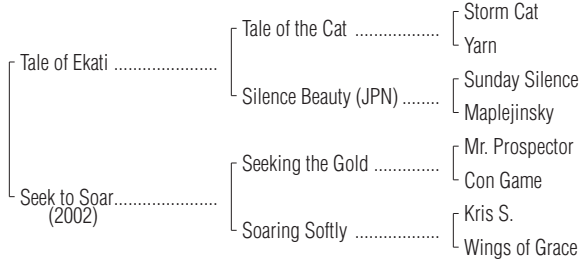 Storm Cat
Tale of the Cat ..................
Yarn
Tale of Ekati ......................
Sunday Silence
Silence Beauty (JPN) ........
Maplejinsky
Mr. Prospector
Seeking the Gold ..............
Con Game
Seek to Soar......................
(2002)
Kris S.
Soaring Softly ..................
Wings of Grace